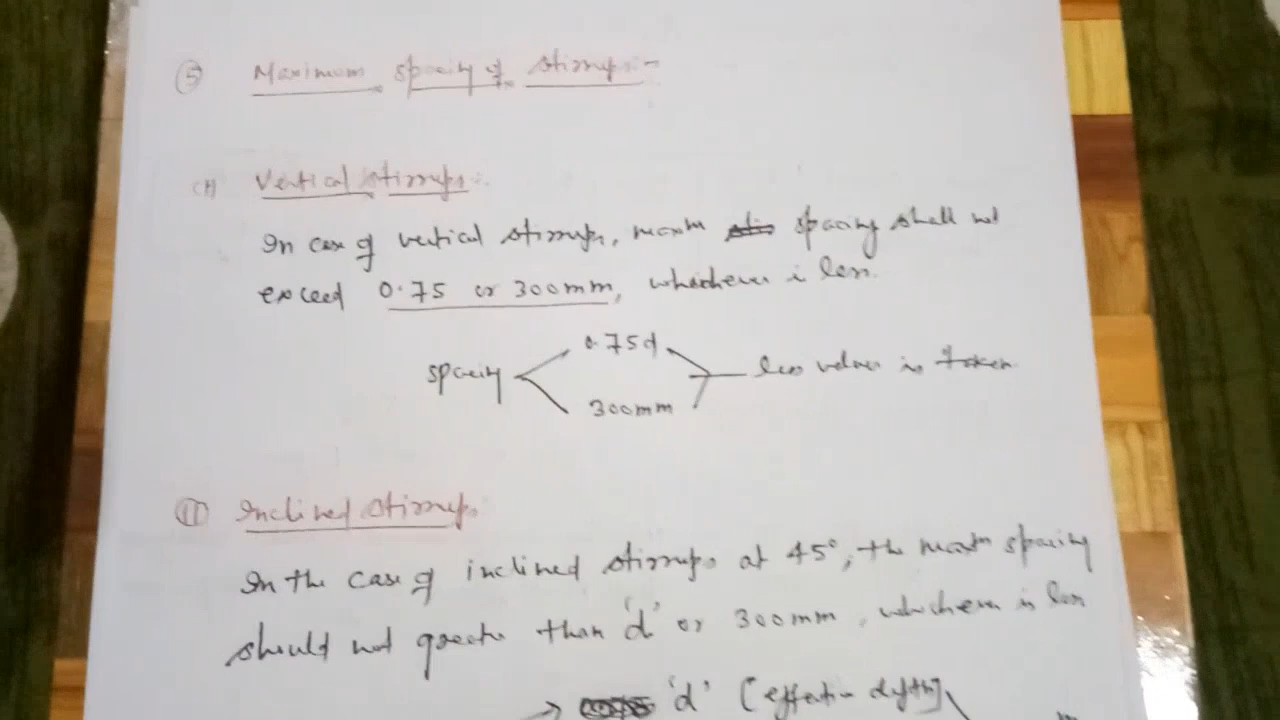 5 Maximum spacing of stirrups:-
(i) Vertical stirrups:-
In case of vertical stirrups, maxm spacing shall not
exceed 0.75 or 300mm, whichever is less.
0.75d
spacing less value is taken
300mm
(ii) Inclined stirrups
In the case of inclined stirrups at 45°, the maxm spacing
should not greater than 'd' or 300mm, whichever is less
→ 'd' [effective depth]